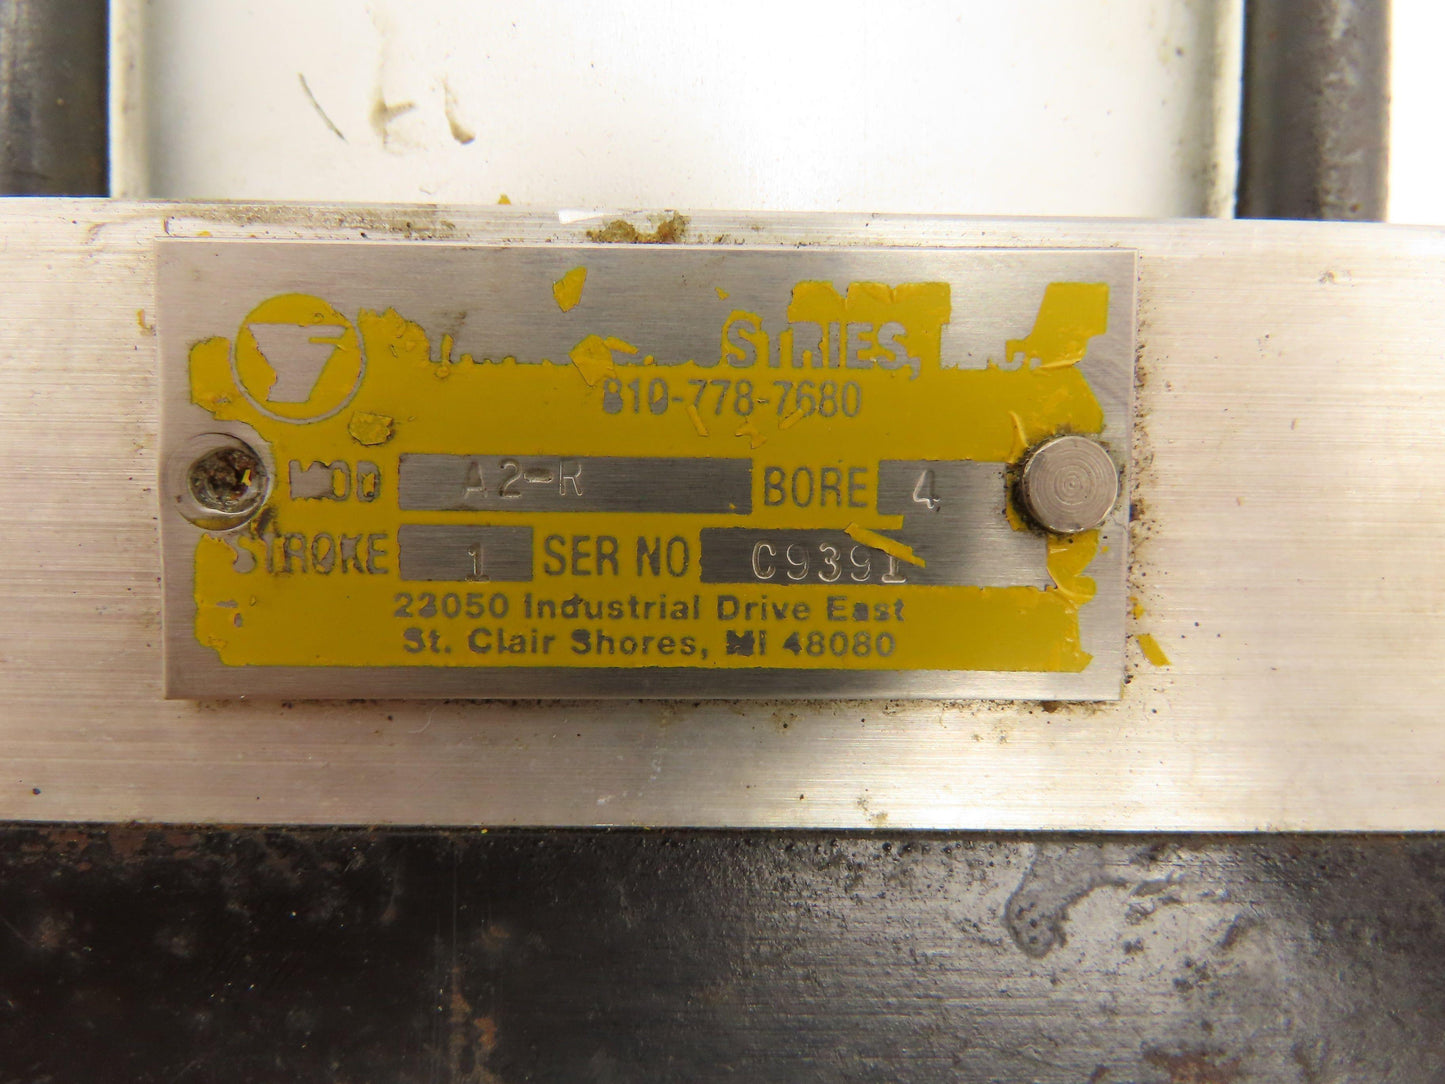 STRIES,
810-778-7680
MOD A2-R BORE 4
STROKE 1 SER NO C9391
23050 Industrial Drive East
St. Clair Shores, MI 48080